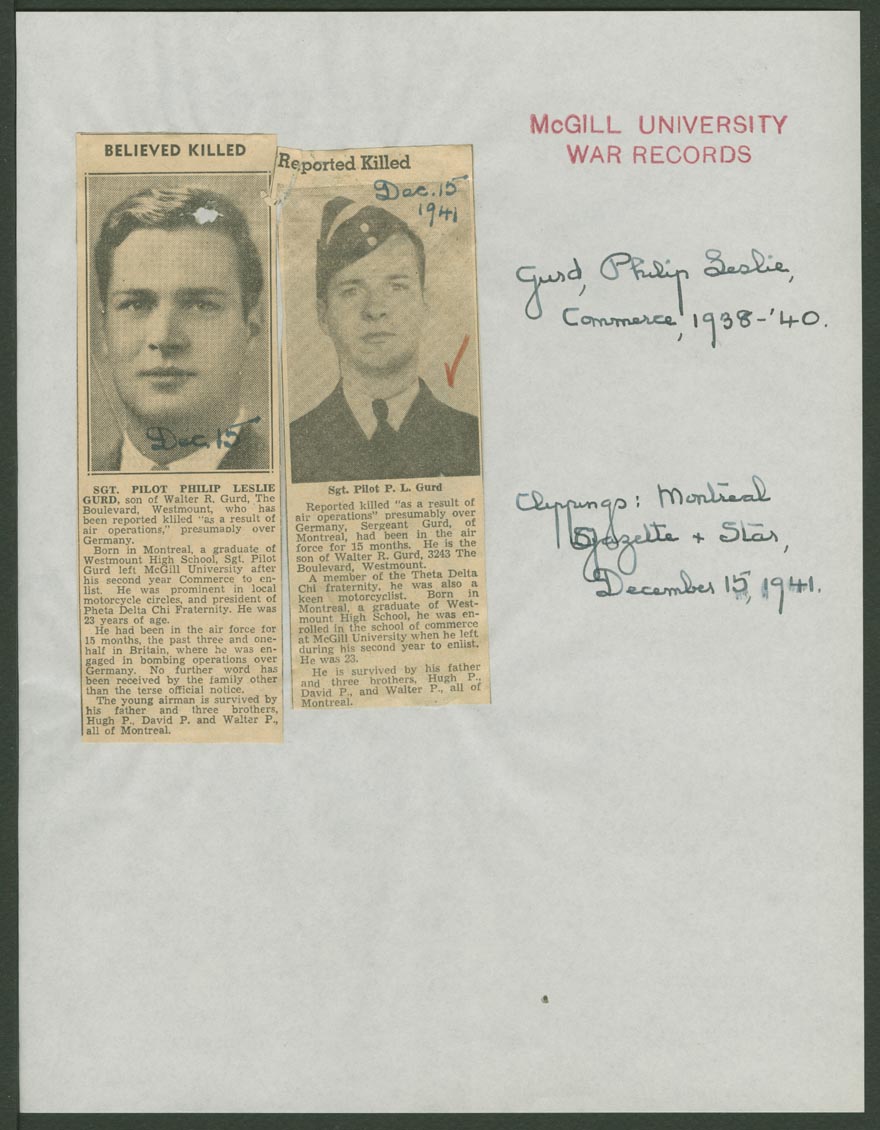 McGILL UNIVERSITY
WAR RECORDS
BELIEVED KILLED
Dec. 15
SGT. PILOT PHILIP LESLIE
GURD, son of Walter R. Gurd, The
Boulevard, Westmount, who has
been reported killed "as a result of
air operations," presumably over
Germany.
Born in Montreal, a graduate of
Westmount High School, Sgt. Pilot
Gurd left McGill University after
his second year Commerce to en-
list. He was prominent in local
motorcycle circles, and president of
Pheta Delta Chi Fraternity. He was
23 years of age.
He had been in the air force for
15 months, the past three and one-
half in Britain, where he was en-
gaged in bombing operations over
Germany. No further word has
been received by the family other
than the terse official notice.
The young airman is survived by
his father and three brothers,
Hugh P., David P. and Walter P.,
all of Montreal.
Reported Killed
Dec. 15
1941
Sgt. Pilot P. L. Gurd
Reported killed "as a result of
air operations" presumably over
Germany, Sergeant Gurd, of
Montreal, had been in the air
force for 15 months. He is the
son of Walter R. Gurd, 3243 The
Boulevard, Westmount.
A member of the Theta Delta
Chi fraternity, he was also a
keen motorcyclist. Born in
Montreal, a graduate of West-
mount High School, he was en-
rolled in the school of commerce
at McGill University when he left
during his second year to enlist.
He was 23.
He is survived by his father
and three brothers, Hugh P.,
David P., and Walter P., all of
Montreal.
Gurd, Philip Leslie,
Commerce, 1938-'40.
Clippings: Montreal
Gazette + Star,
December 15, 1941.